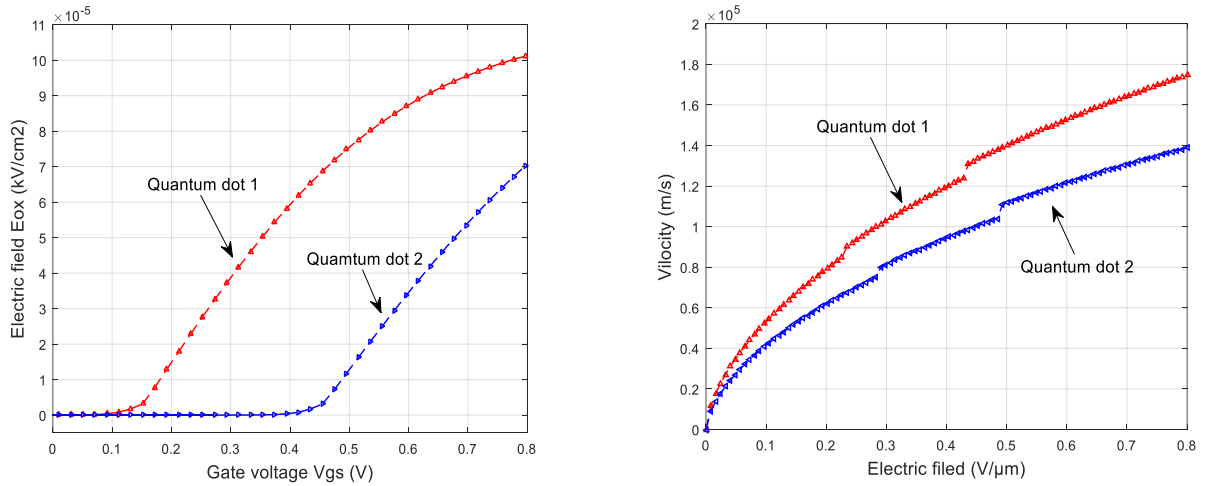 ×10⁻⁵
11
10
9
8
7
6
5
4
3
2
1
0
Electric field Eox (kV/cm2)
Quantum dot 1
Quantum dot 2
0 0.1 0.2 0.3 0.4 0.5 0.6 0.7 0.8
Gate voltage Vgs (V)
×10⁵
2
1.8
1.6
1.4
1.2
1
0.8
0.6
0.4
0.2
0
Vilocity (m/s)
Quantum dot 1
Quantum dot 2
0 0.1 0.2 0.3 0.4 0.5 0.6 0.7 0.8
Electric filed (V/μm)